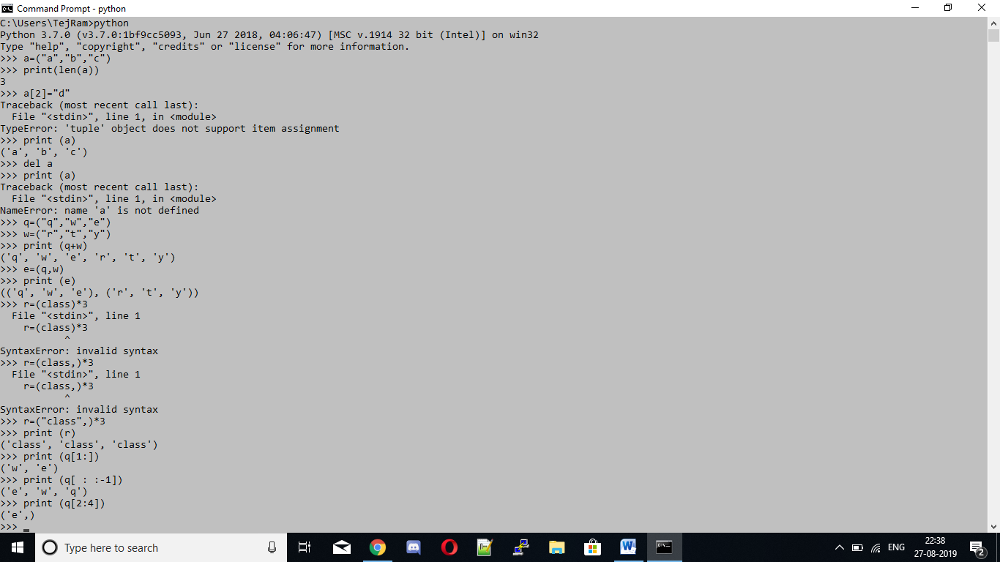 Command Prompt - python
C:\Users\TejRam>python
Python 3.7.0 (v3.7.0:1bf9cc5093, Jun 27 2018, 04:06:47) [MSC v.1914 32 bit (Intel)] on win32
Type "help", "copyright", "credits" or "license" for more information.
>>> a=("a","b","c")
>>> print(len(a))
3
>>> a[2]="d"
Traceback (most recent call last):
  File "<stdin>", line 1, in <module>
TypeError: 'tuple' object does not support item assignment
>>> print (a)
('a', 'b', 'c')
>>> del a
>>> print (a)
Traceback (most recent call last):
  File "<stdin>", line 1, in <module>
NameError: name 'a' is not defined
>>> q=("q","w","e")
>>> w=("r","t","y")
>>> print (q+w)
('q', 'w', 'e', 'r', 't', 'y')
>>> e=(q,w)
>>> print (e)
(('q', 'w', 'e'), ('r', 't', 'y'))
>>> r=(class)*3
  File "<stdin>", line 1
    r=(class)*3
           ^
SyntaxError: invalid syntax
>>> r=(class,)*3
  File "<stdin>", line 1
    r=(class,)*3
           ^
SyntaxError: invalid syntax
>>> r=("class",)*3
>>> print (r)
('class', 'class', 'class')
>>> print (q[1:])
('w', 'e')
>>> print (q[ : :-1])
('e', 'w', 'q')
>>> print (q[2:4])
('e',)
>>>
Type here to search
ENG
22:38
27-08-2019
2